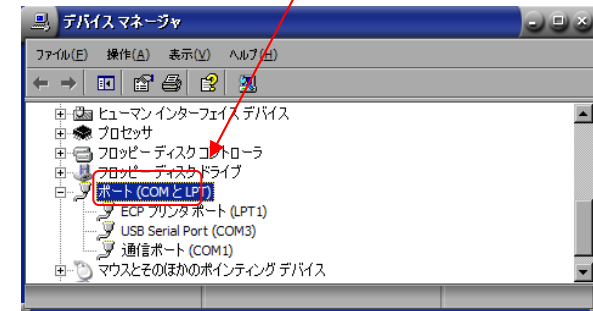 デバイス マネージャ
ファイル(F) 操作(A) 表示(V) ヘルプ(H)
ヒューマン インターフェイス デバイス
プロセッサ
フロッピー ディスク コントローラ
フロッピー ディスク ドライブ
ポート (COM と LPT)
ECP プリンタ ポート (LPT1)
USB Serial Port (COM3)
通信ポート (COM1)
マウスとそのほかのポインティング デバイス